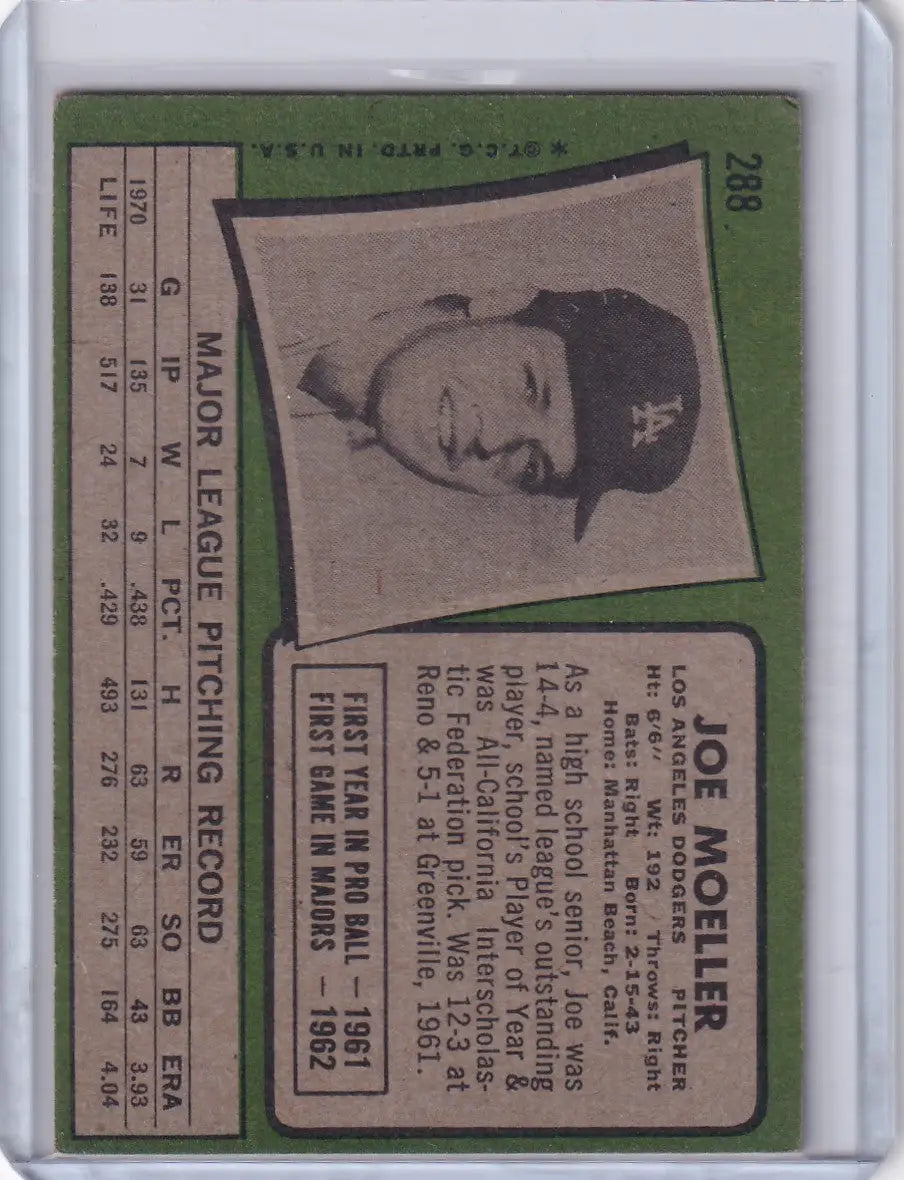 288
JOE MOELLER
LOS ANGELES DODGERS PITCHER
Ht: 6'6" Wt: 192 Throws: Right
Bats: Right Born: 2-15-43
Home: Manhattan Beach, Calif.
As a high school senior, Joe was
14-4, named league's outstanding
player, school's Player of Year &
was All-California Interscholas-
tic Federation pick. Was 12-3 at
Reno & 5-1 at Greenville, 1961.
FIRST YEAR IN PRO BALL — 1961
FIRST GAME IN MAJORS — 1962
LA
*©T.C.G. PRTD. IN U.S.A.
MAJOR LEAGUE PITCHING RECORD
G IP W L PCT. H R ER SO BB ERA
1970 31 135 7 9 .438 131 63 59 63 43 3.93
LIFE 138 517 24 32 .429 493 276 232 275 164 4.04